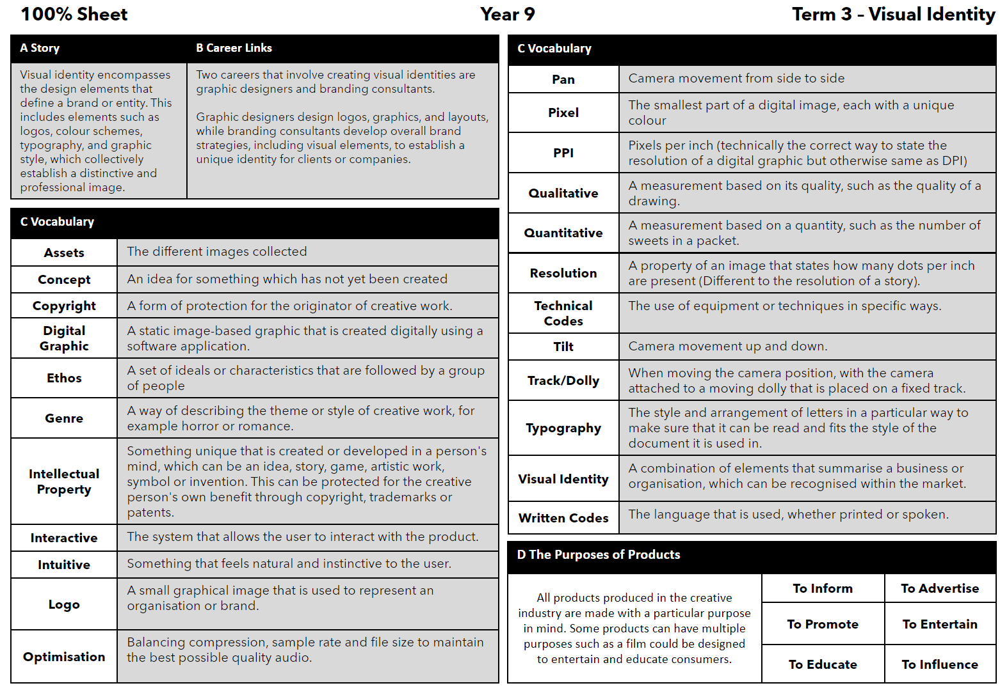 100% Sheet
Year 9
Term 3 – Visual Identity
A Story
B Career Links
Visual identity encompasses
the design elements that
define a brand or entity. This
includes elements such as
logos, colour schemes,
typography, and graphic
style, which collectively
establish a distinctive and
professional image.
Two careers that involve creating visual identities are
graphic designers and branding consultants.
Graphic designers design logos, graphics, and layouts,
while branding consultants develop overall brand
strategies, including visual elements, to establish a
unique identity for clients or companies.
C Vocabulary
Assets
The different images collected
Concept
An idea for something which has not yet been created
Copyright
A form of protection for the originator of creative work.
Digital
Graphic
A static image-based graphic that is created digitally using a
software application.
Ethos
A set of ideals or characteristics that are followed by a group
of people
Genre
A way of describing the theme or style of creative work, for
example horror or romance.
Intellectual
Property
Something unique that is created or developed in a person's
mind, which can be an idea, story, game, artistic work,
symbol or invention. This can be protected for the creative
person's own benefit through copyright, trademarks or
patents.
Interactive
The system that allows the user to interact with the product.
Intuitive
Something that feels natural and instinctive to the user.
Logo
A small graphical image that is used to represent an
organisation or brand.
Optimisation
Balancing compression, sample rate and file size to maintain
the best possible quality audio.
C Vocabulary
Pan
Camera movement from side to side
Pixel
The smallest part of a digital image, each with a unique
colour
PPI
Pixels per inch (technically the correct way to state the
resolution of a digital graphic but otherwise same as DPI)
Qualitative
A measurement based on its quality, such as the quality of a
drawing.
Quantitative
A measurement based on a quantity, such as the number of
sweets in a packet.
Resolution
A property of an image that states how many dots per inch
are present (Different to the resolution of a story).
Technical
Codes
The use of equipment or techniques in specific ways.
Tilt
Camera movement up and down.
Track/Dolly
When moving the camera position, with the camera
attached to a moving dolly that is placed on a fixed track.
Typography
The style and arrangement of letters in a particular way to
make sure that it can be read and fits the style of the
document it is used in.
Visual Identity
A combination of elements that summarise a business or
organisation, which can be recognised within the market.
Written Codes
The language that is used, whether printed or spoken.
D The Purposes of Products
All products produced in the creative
industry are made with a particular purpose
in mind. Some products can have multiple
purposes such as a film could be designed
to entertain and educate consumers.
To Inform
To Advertise
To Promote
To Entertain
To Educate
To Influence